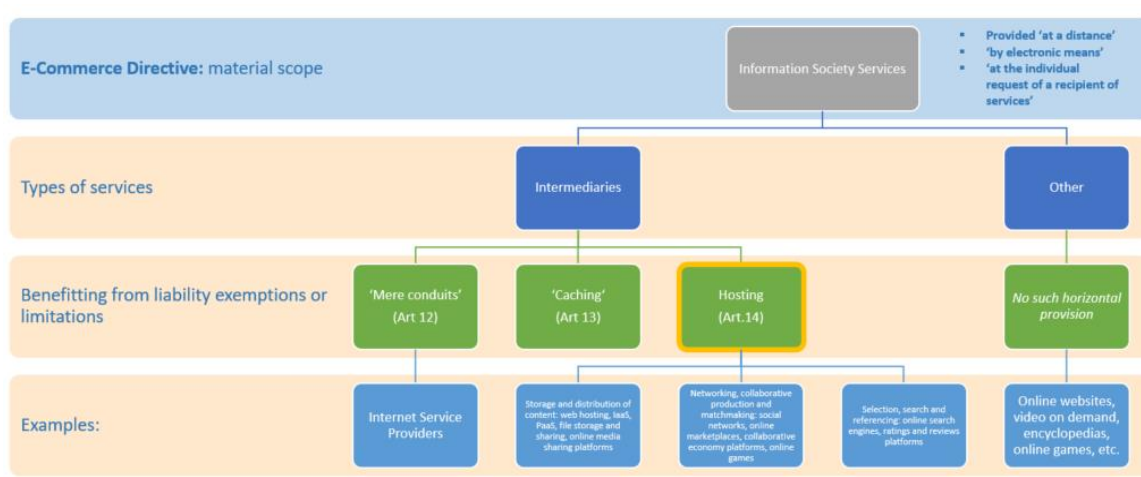 E-Commerce Directive: material scope
Information Society Services
Provided ‘at a distance’
‘by electronic means’
‘at the individual
request of a recipient of
services’
Types of services
Intermediaries
Other
Benefitting from liability exemptions or
limitations
‘Mere conduits’
(Art 12)
‘Caching’
(Art 13)
Hosting
(Art.14)
No such horizontal
provision
Examples:
Internet Service
Providers
Storage and distribution of
content: web hosting, IaaS,
PaaS, file storage and
sharing, online media
sharing platforms
Networking, collaborative
production and
matchmaking: social
networks, online
marketplaces, collaborative
economy platforms, online
games
Selection, search and
referencing: online search
engines, ratings and reviews
platforms
Online websites,
video on demand,
encyclopedias,
online games, etc.